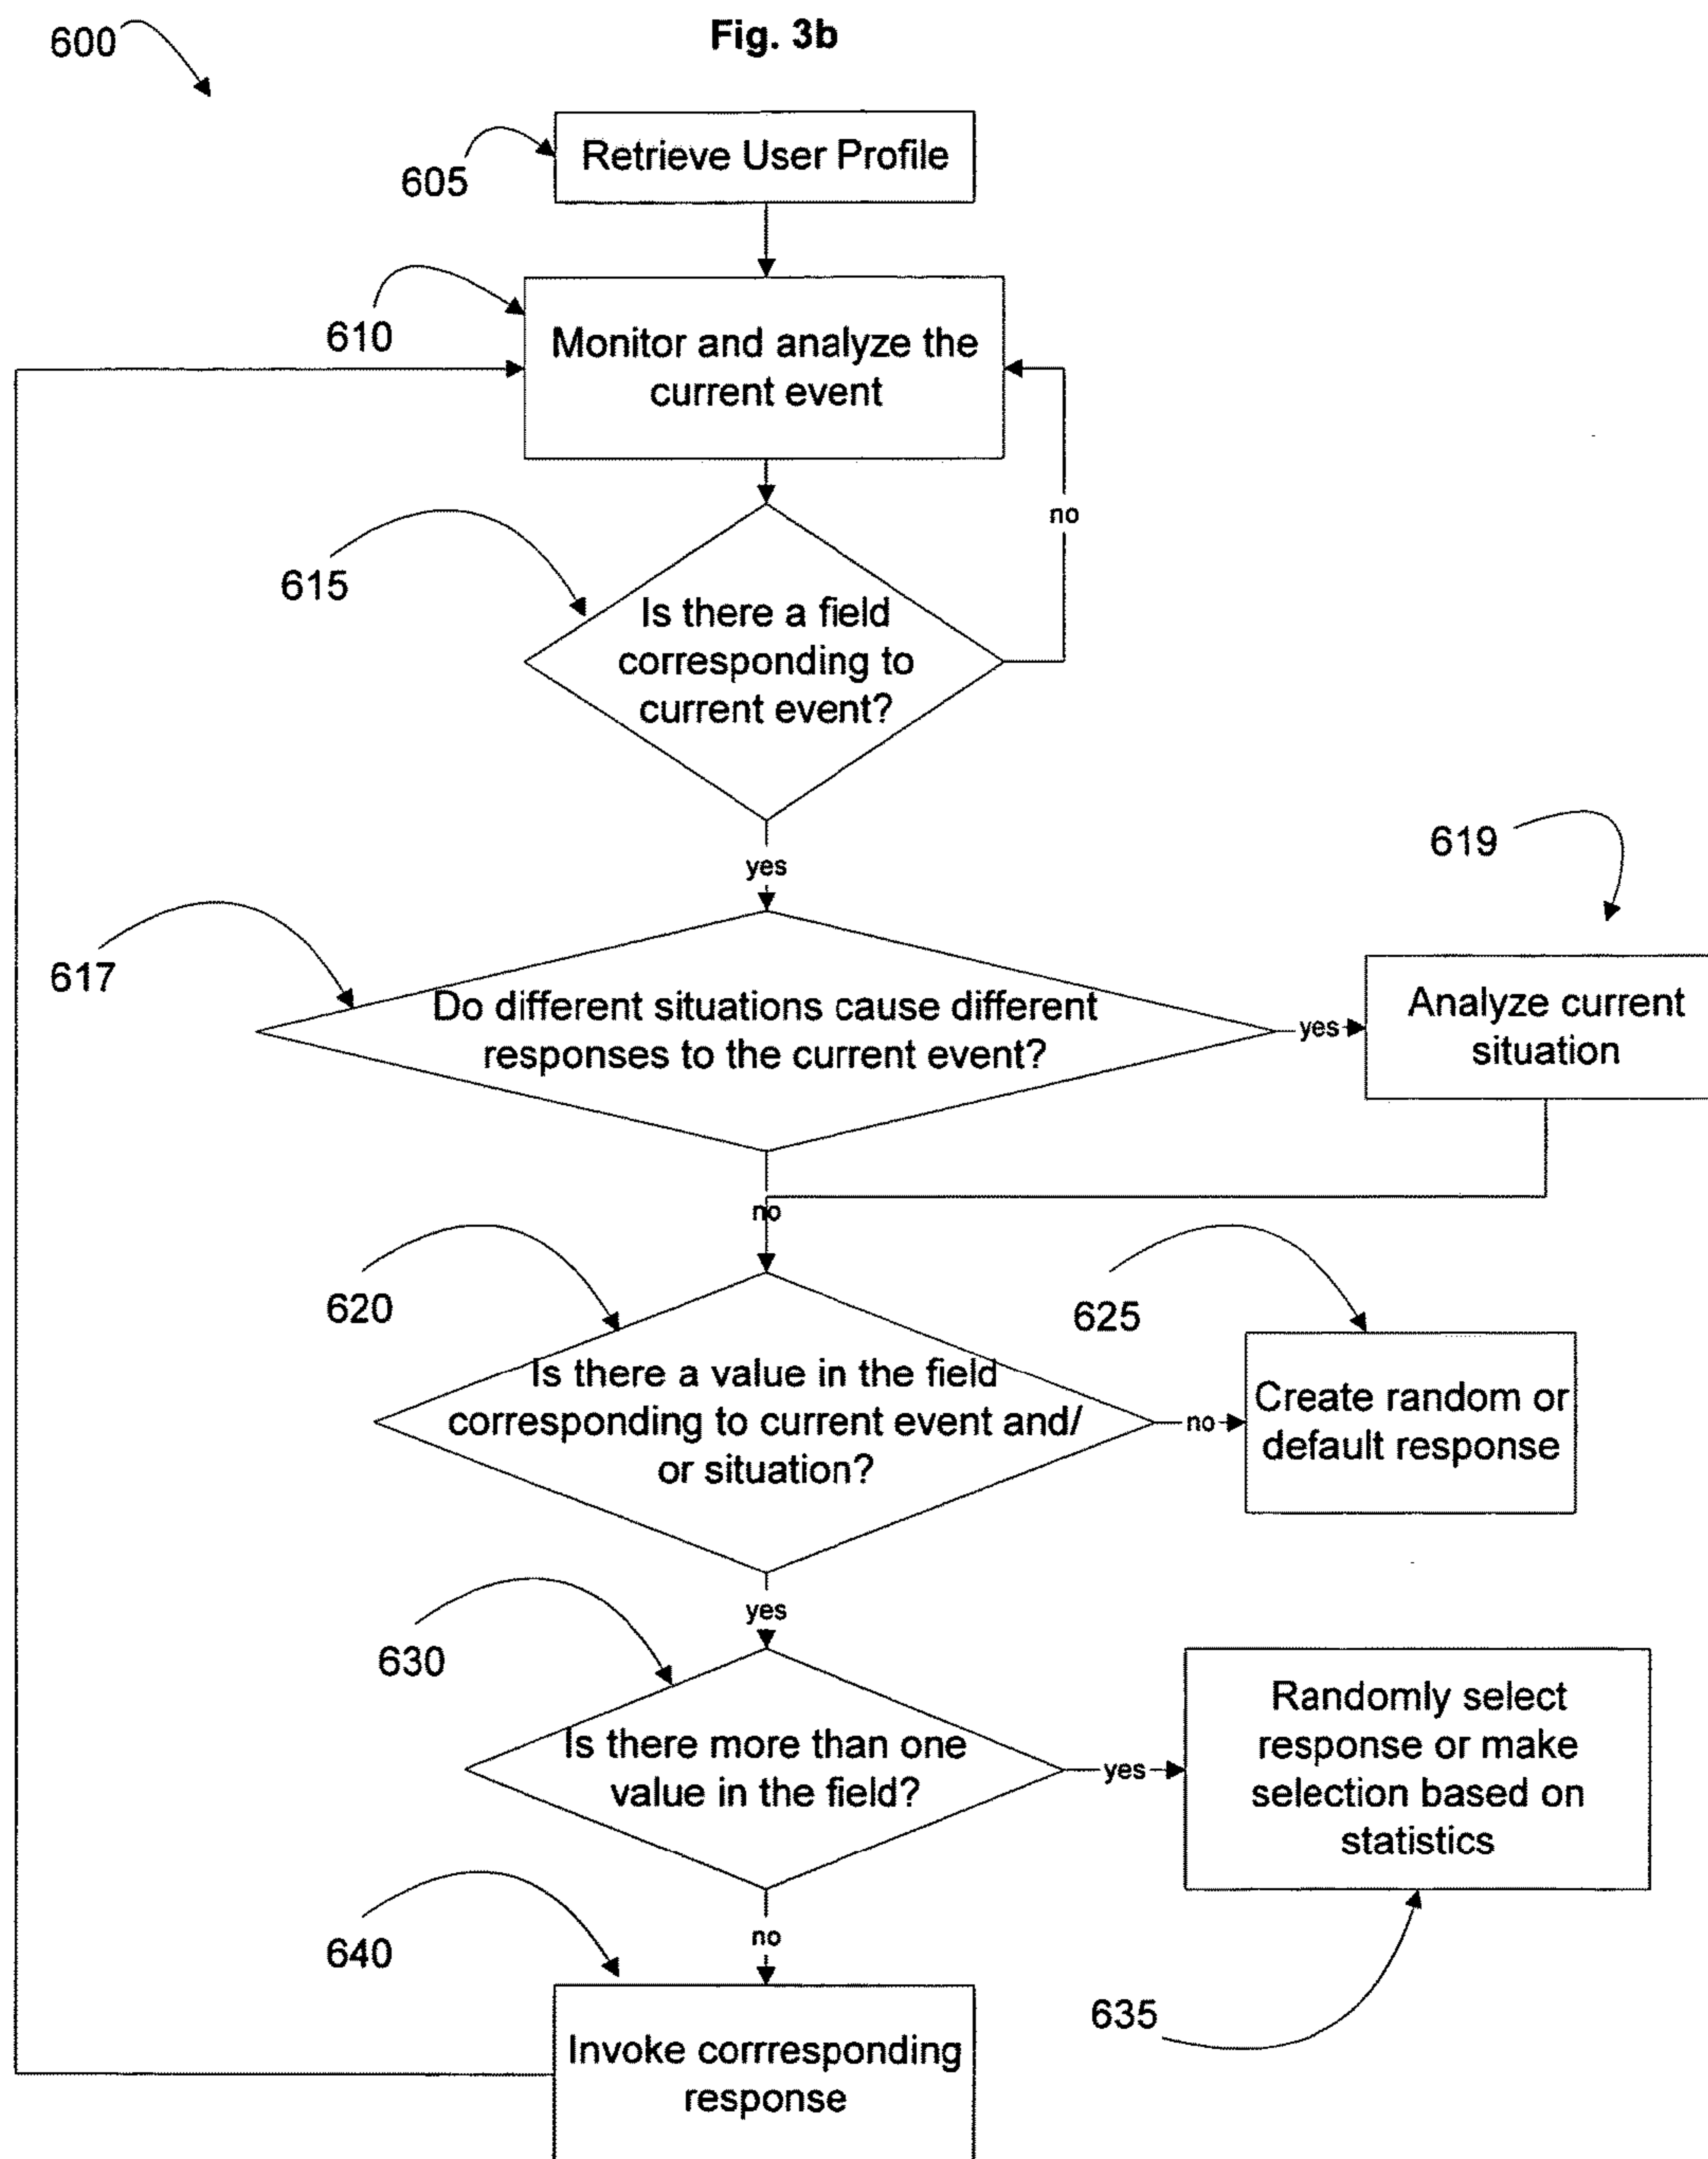 Fig. 3b
600
Retrieve User Profile
605
610
Monitor and analyze the
current event
no
615
Is there a field
corresponding to
current event?
yes
619
617
Do different situations cause different
responses to the current event?
yes
Analyze current
situation
no
620
625
Is there a value in the field
corresponding to current event and/
or situation?
no
Create random or
default response
yes
630
Is there more than one
value in the field?
yes
Randomly select
response or make
selection based on
statistics
no
640
635
Invoke corrresponding
response